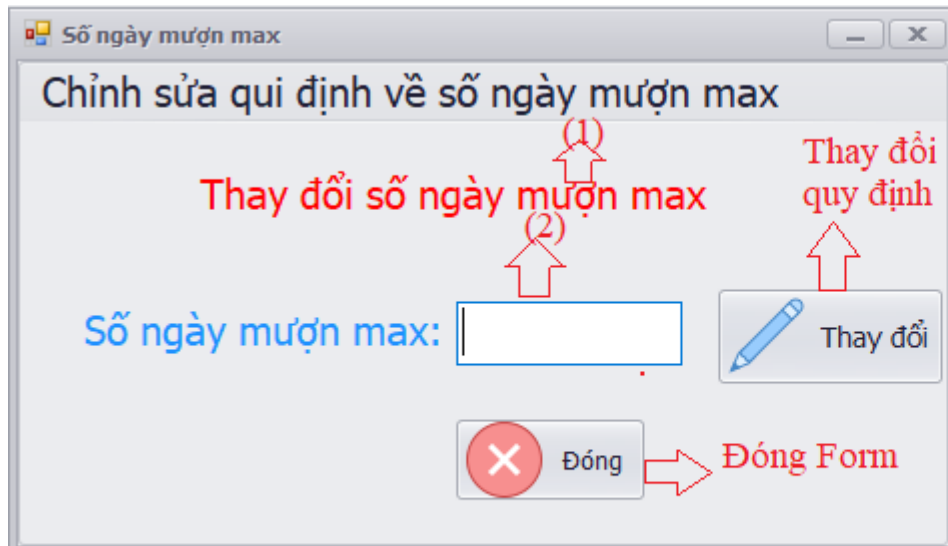 Số ngày mượn max
Chỉnh sửa qui định về số ngày mượn max
(1)
Thay đổi
quy định
Thay đổi số ngày mượn max
(2)
Số ngày mượn max:
Thay đổi
Đóng
Đóng Form